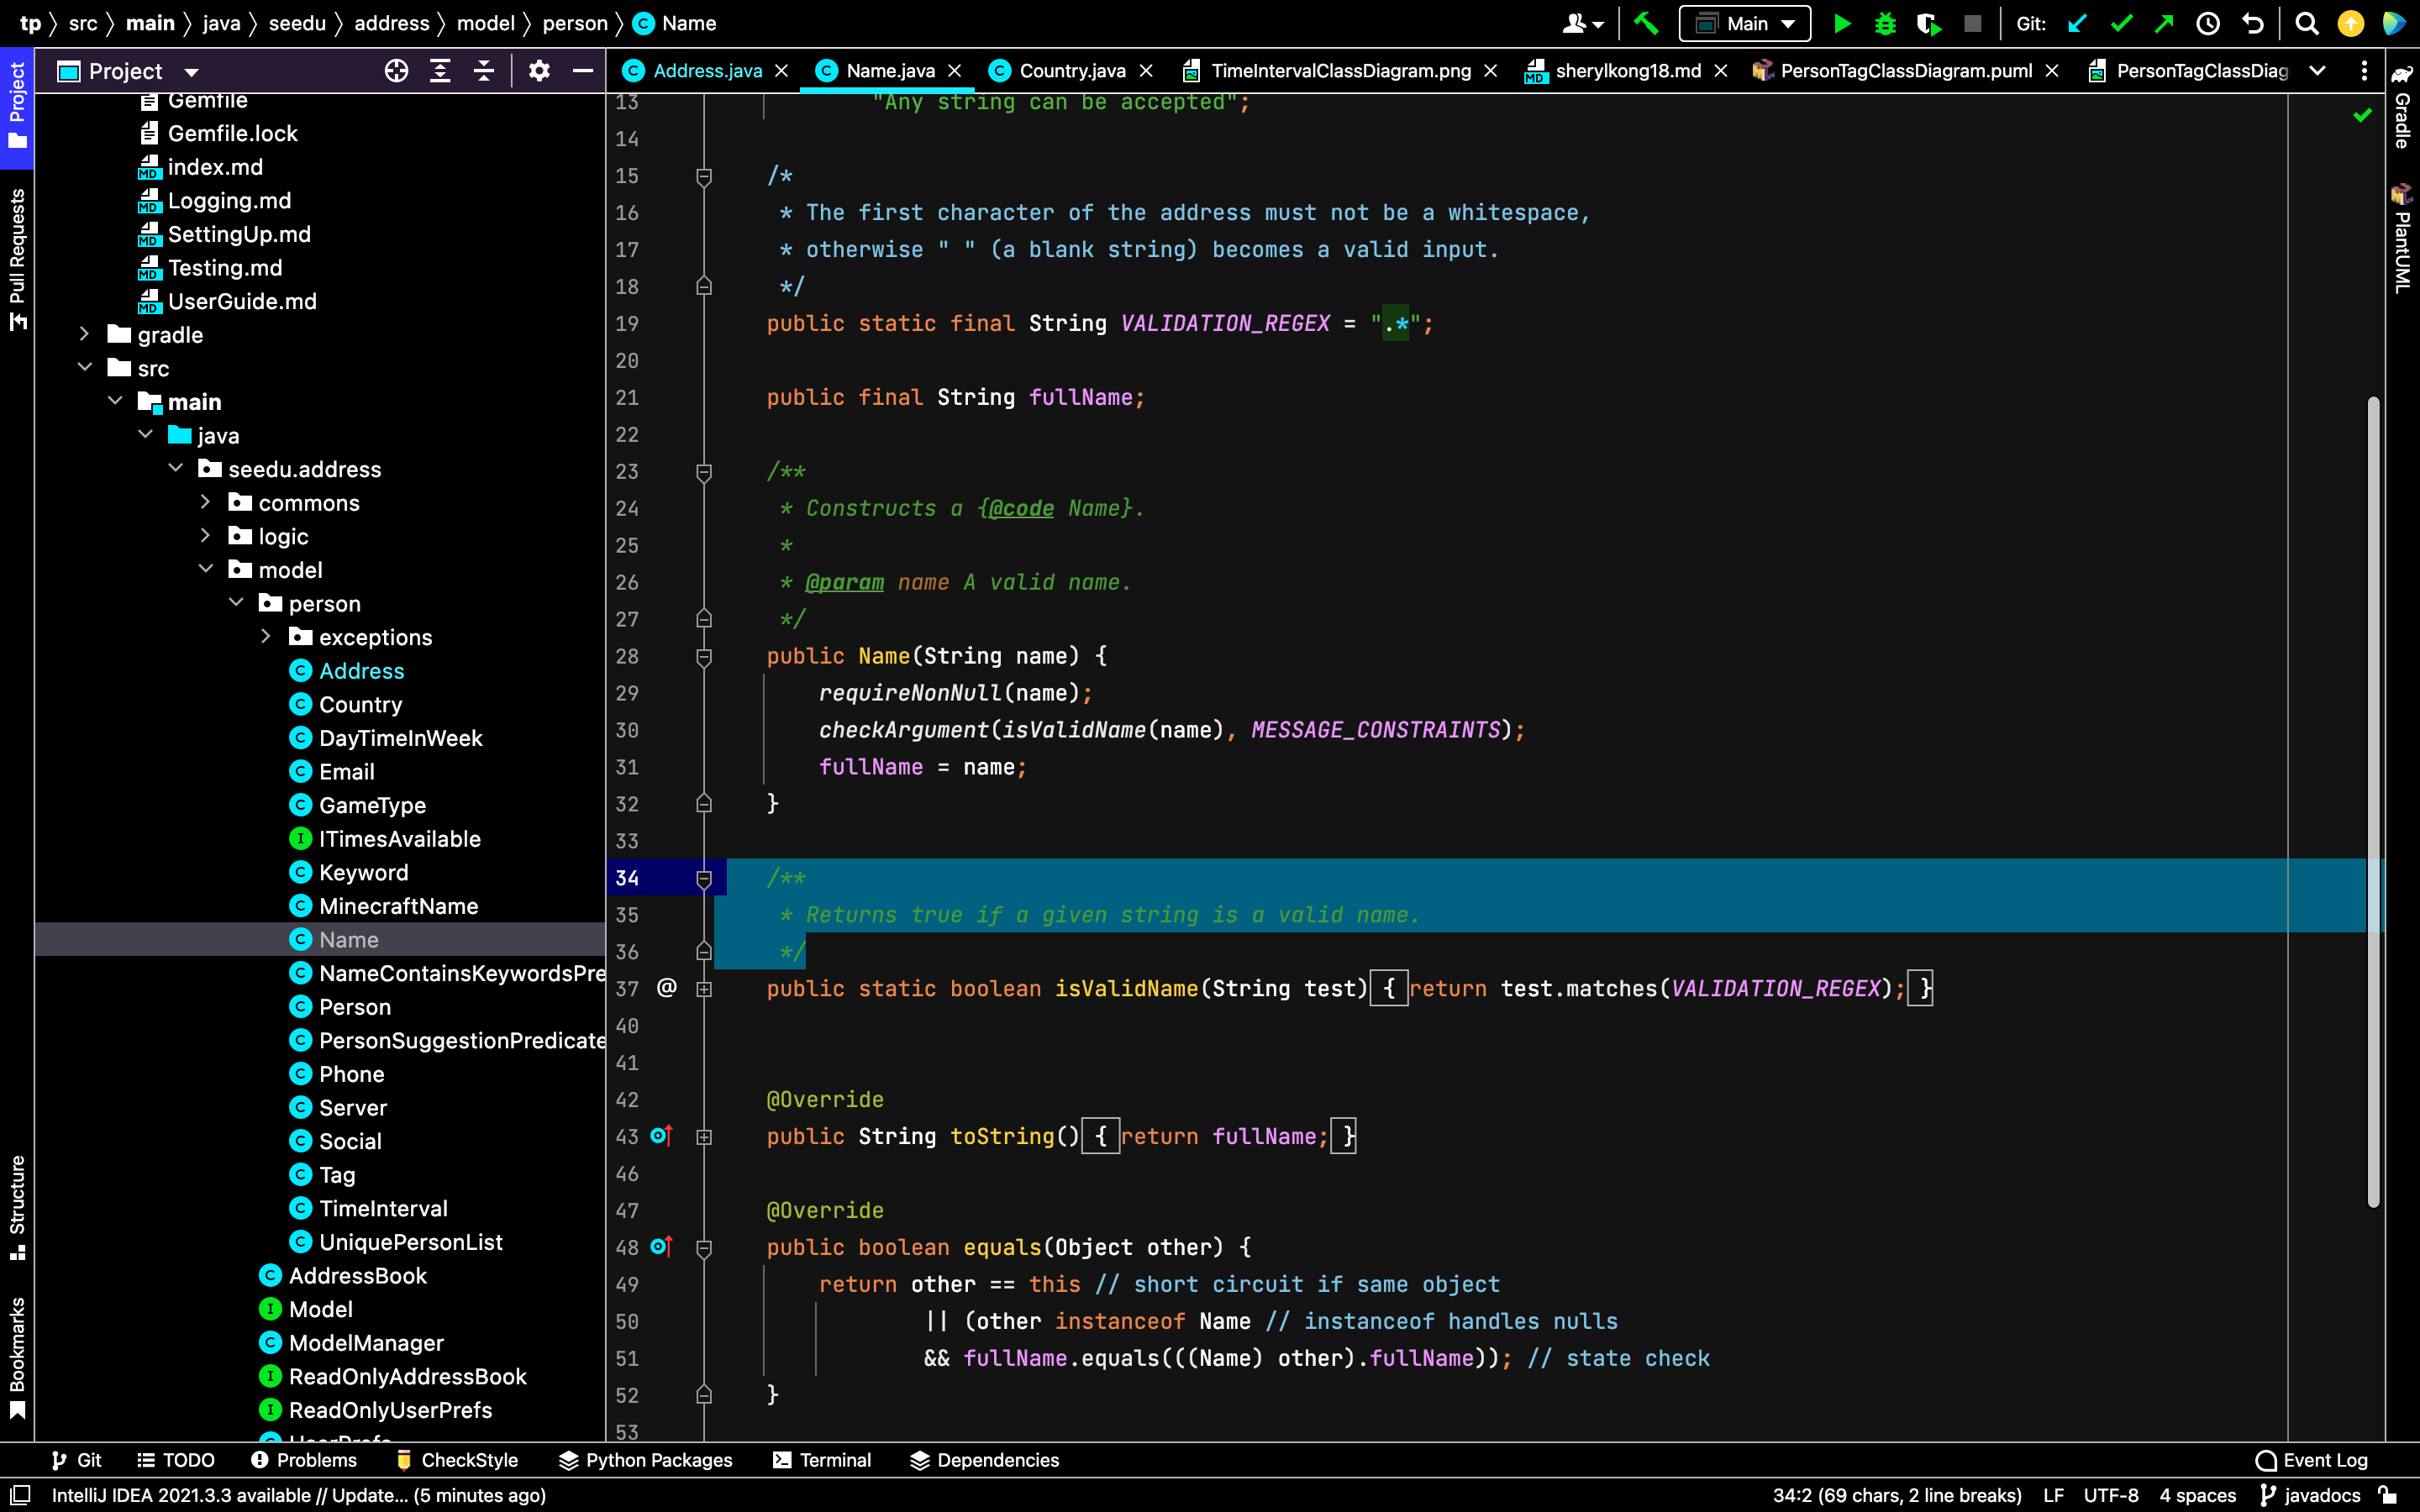 tp › src › main › java › seedu › address › model › person › Name
Main
Git:
Project
Project
Pull Requests
Structure
Bookmarks
Gemfile
Gemfile.lock
index.md
Logging.md
SettingUp.md
Testing.md
UserGuide.md
gradle
src
main
java
seedu.address
commons
logic
model
person
exceptions
Address
Country
DayTimeInWeek
Email
GameType
ITimesAvailable
Keyword
MinecraftName
Name
NameContainsKeywordsPre
Person
PersonSuggestionPredicate
Phone
Server
Social
Tag
TimeInterval
UniquePersonList
AddressBook
Model
ModelManager
ReadOnlyAddressBook
ReadOnlyUserPrefs
UserPrefs
Address.java Name.java Country.java TimeIntervalClassDiagram.png sherylkong18.md PersonTagClassDiagram.puml PersonTagClassDiag
13 "Any string can be accepted";
14
15 /*
16 * The first character of the address must not be a whitespace,
17 * otherwise " " (a blank string) becomes a valid input.
18 */
19 public static final String VALIDATION_REGEX = ".*";
20
21 public final String fullName;
22
23 /**
24 * Constructs a {@code Name}.
25 *
26 * @param name A valid name.
27 */
28 public Name(String name) {
29 requireNonNull(name);
30 checkArgument(isValidName(name), MESSAGE_CONSTRAINTS);
31 fullName = name;
32 }
33
34 /**
35 * Returns true if a given string is a valid name.
36 */
37 @ public static boolean isValidName(String test) { return test.matches(VALIDATION_REGEX); }
40
41
42 @Override
43 public String toString() { return fullName; }
46
47 @Override
48 public boolean equals(Object other) {
49 return other == this // short circuit if same object
50 || (other instanceof Name // instanceof handles nulls
51 && fullName.equals(((Name) other).fullName)); // state check
52 }
53
Gradle
PlantUML
Git TODO Problems CheckStyle Python Packages Terminal Dependencies Event Log
IntelliJ IDEA 2021.3.3 available // Update... (5 minutes ago) 34:2 (69 chars, 2 line breaks) LF UTF-8 4 spaces javadocs